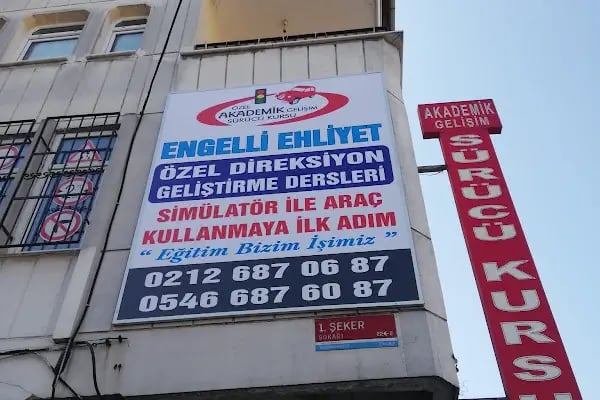 ÖZEL
AKADEMİK GELİŞİM
SÜRÜCÜ KURSU
ENGELLİ EHLİYET
ÖZEL DİREKSİYON
GELİŞTİRME DERSLERİ
SİMÜLATÖR İLE ARAÇ
KULLANMAYA İLK ADIM
“ Eğitim Bizim İşimiz ”
0212 687 06 87
0546 687 60 87
1. ŞEKER
SOKAĞI
AKADEMİK
GELİŞİM
SÜRÜCÜ KURSU